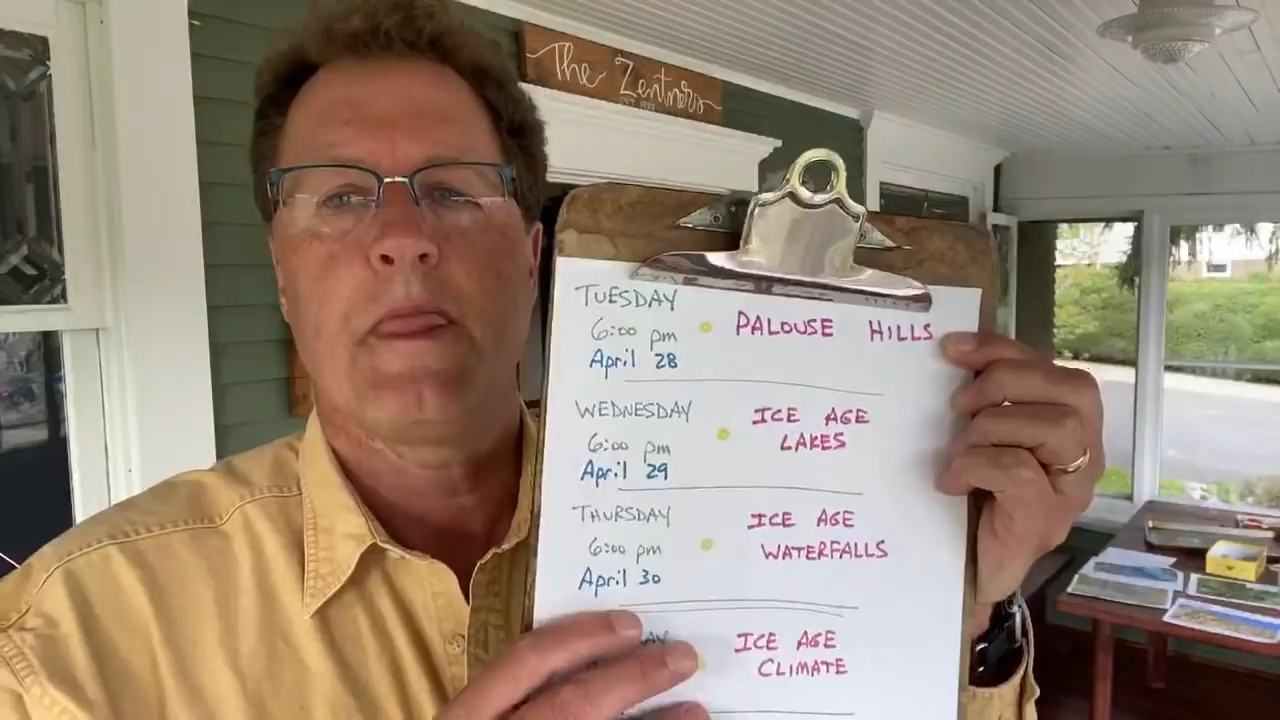 The Zentners
TUESDAY
6:00 pm
April 28
PALOUSE HILLS
WEDNESDAY
6:00 pm
April 29
ICE AGE
LAKES
THURSDAY
6:00 pm
April 30
ICE AGE
WATERFALLS
AY
ICE AGE
CLIMATE